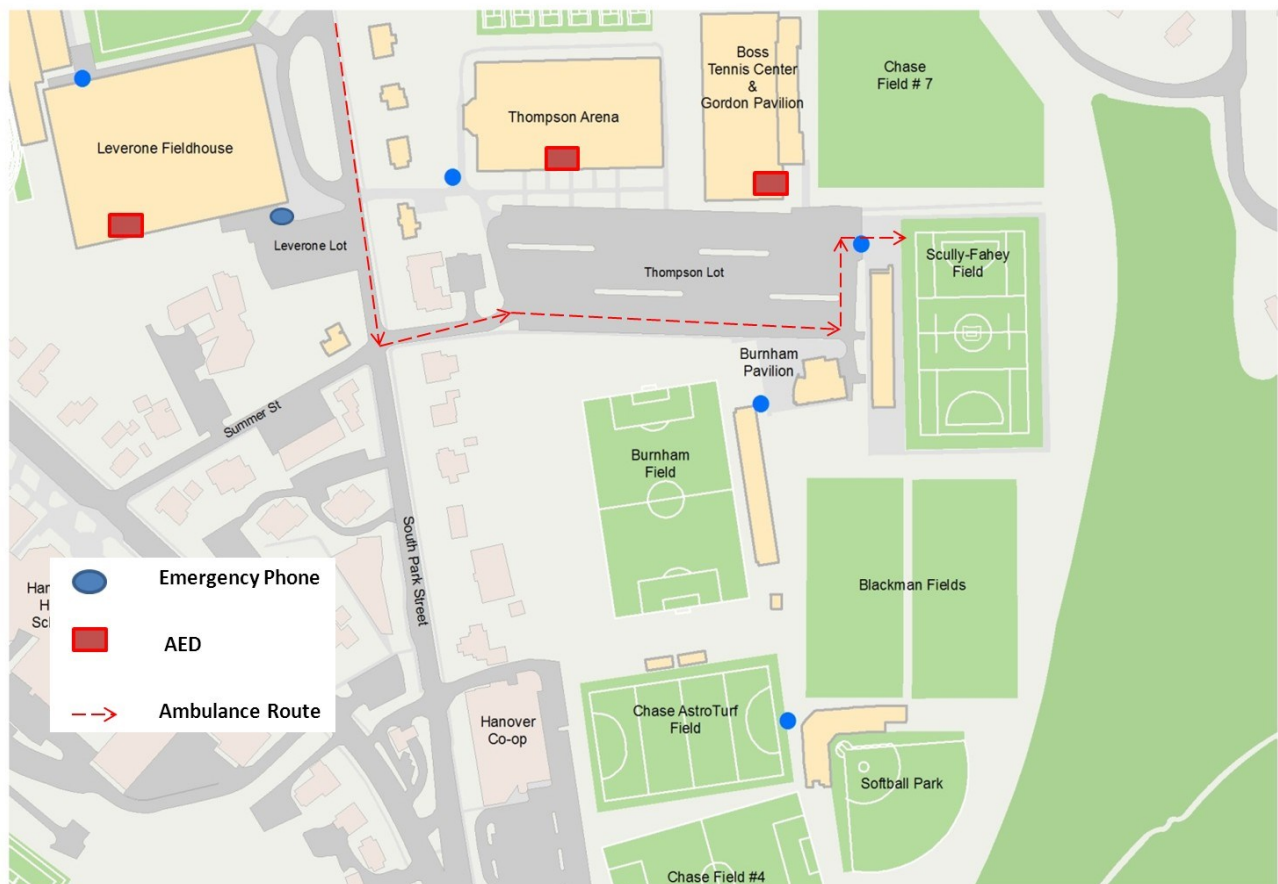 Boss
Tennis Center
&
Gordon Pavilion
Chase
Field # 7
Thompson Arena
Leverone Fieldhouse
Leverone Lot
Thompson Lot
Scully-Fahey
Field
Burnham
Pavilion
Summer St
Burnham
Field
South Park Street
Blackman Fields
Emergency Phone
AED
Ambulance Route
Han
H
Sc
Hanover
Co-op
Chase AstroTurf
Field
Softball Park
Chase Field #4